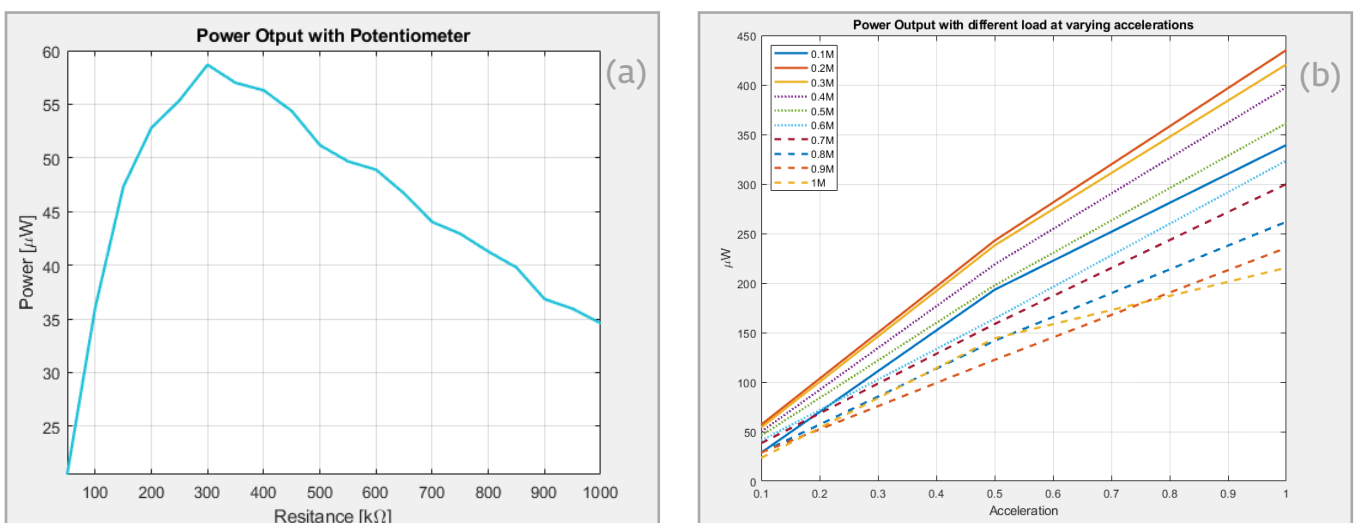 Power Otput with Potentiometer
(a)
Power [μW]
60
55
50
45
40
35
30
25
100 200 300 400 500 600 700 800 900 1000
Resitance [kΩ]
Power Output with different load at varying accelerations
(b)
μW
450
400
350
300
250
200
150
100
50
0
0.1M
0.2M
0.3M
0.4M
0.5M
0.6M
0.7M
0.8M
0.9M
1M
0.1 0.2 0.3 0.4 0.5 0.6 0.7 0.8 0.9 1
Acceleration